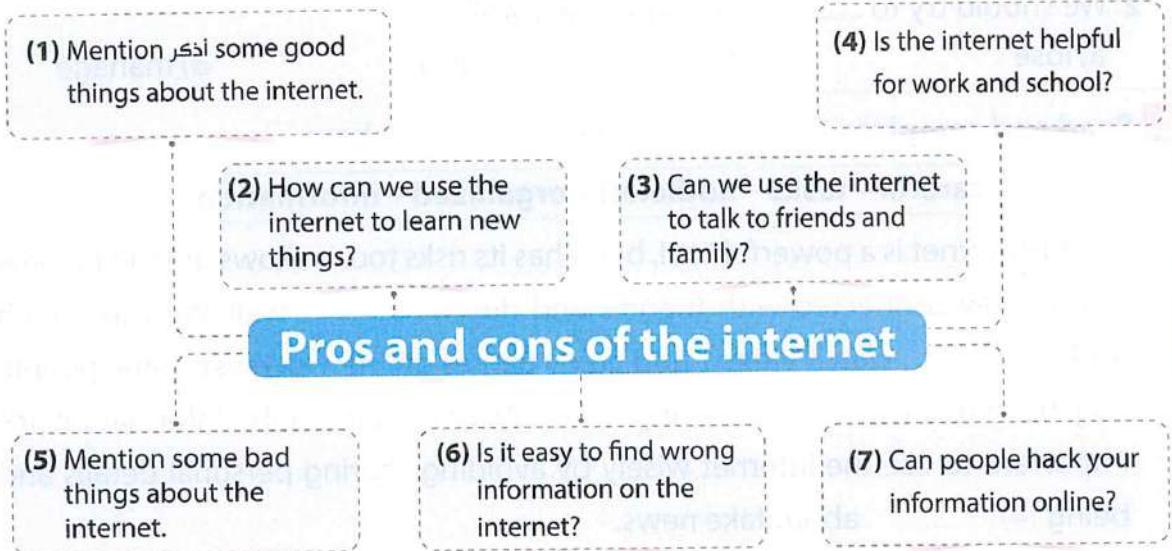 (1) Mention أذكر some good
things about the internet.
(4) Is the internet helpful
for work and school?
(2) How can we use the
internet to learn new
things?
(3) Can we use the internet
to talk to friends and
family?
Pros and cons of the internet
(5) Mention some bad
things about the
internet.
(6) Is it easy to find wrong
information on the
internet?
(7) Can people hack your
information online?